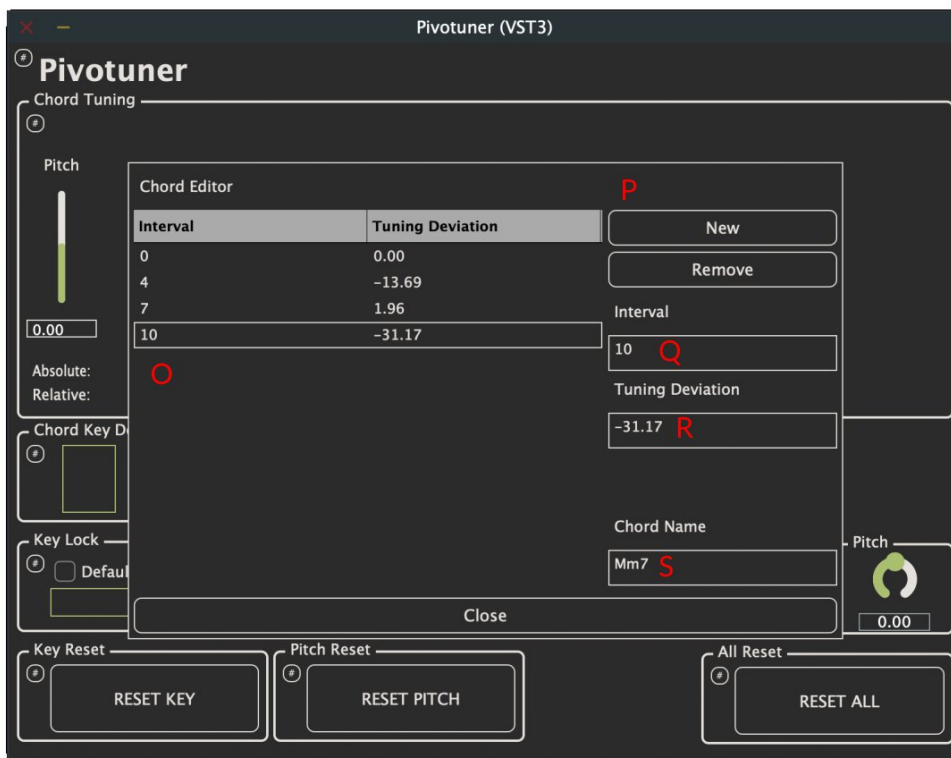 Pivotuner (VST3)
#
Pivotuner
Chord Tuning
#
Pitch
0.00
Absolute:
Relative:
Chord Editor
P
Interval Tuning Deviation
0 0.00
4 -13.69
7 1.96
10 -31.17
O
New
Remove
Interval
10 Q
Tuning Deviation
-31.17 R
Chord Name
Mm7 S
Close
Chord Key D
#
Key Lock
#
Defaul
Pitch
0.00
Key Reset
#
RESET KEY
Pitch Reset
#
RESET PITCH
All Reset
#
RESET ALL